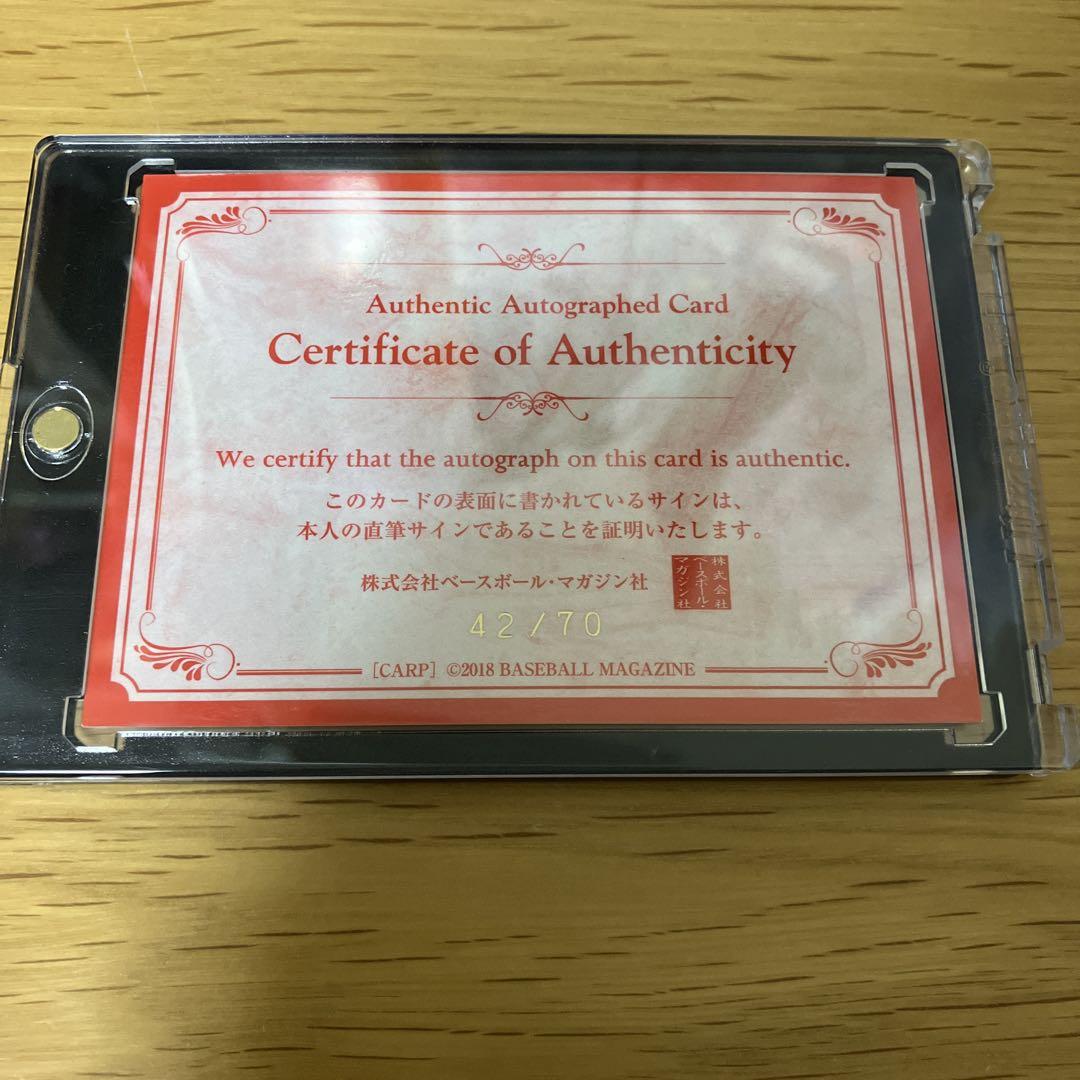 Authentic Autographed Card
Certificate of Authenticity
We certify that the autograph on this card is authentic.
このカードの表面に書かれているサインは、
本人の直筆サインであることを証明いたします。
株式会社ベースボール・マガジン社
株式会社
ベースボール・
マガジン社
42/70
[CARP] ©2018 BASEBALL MAGAZINE